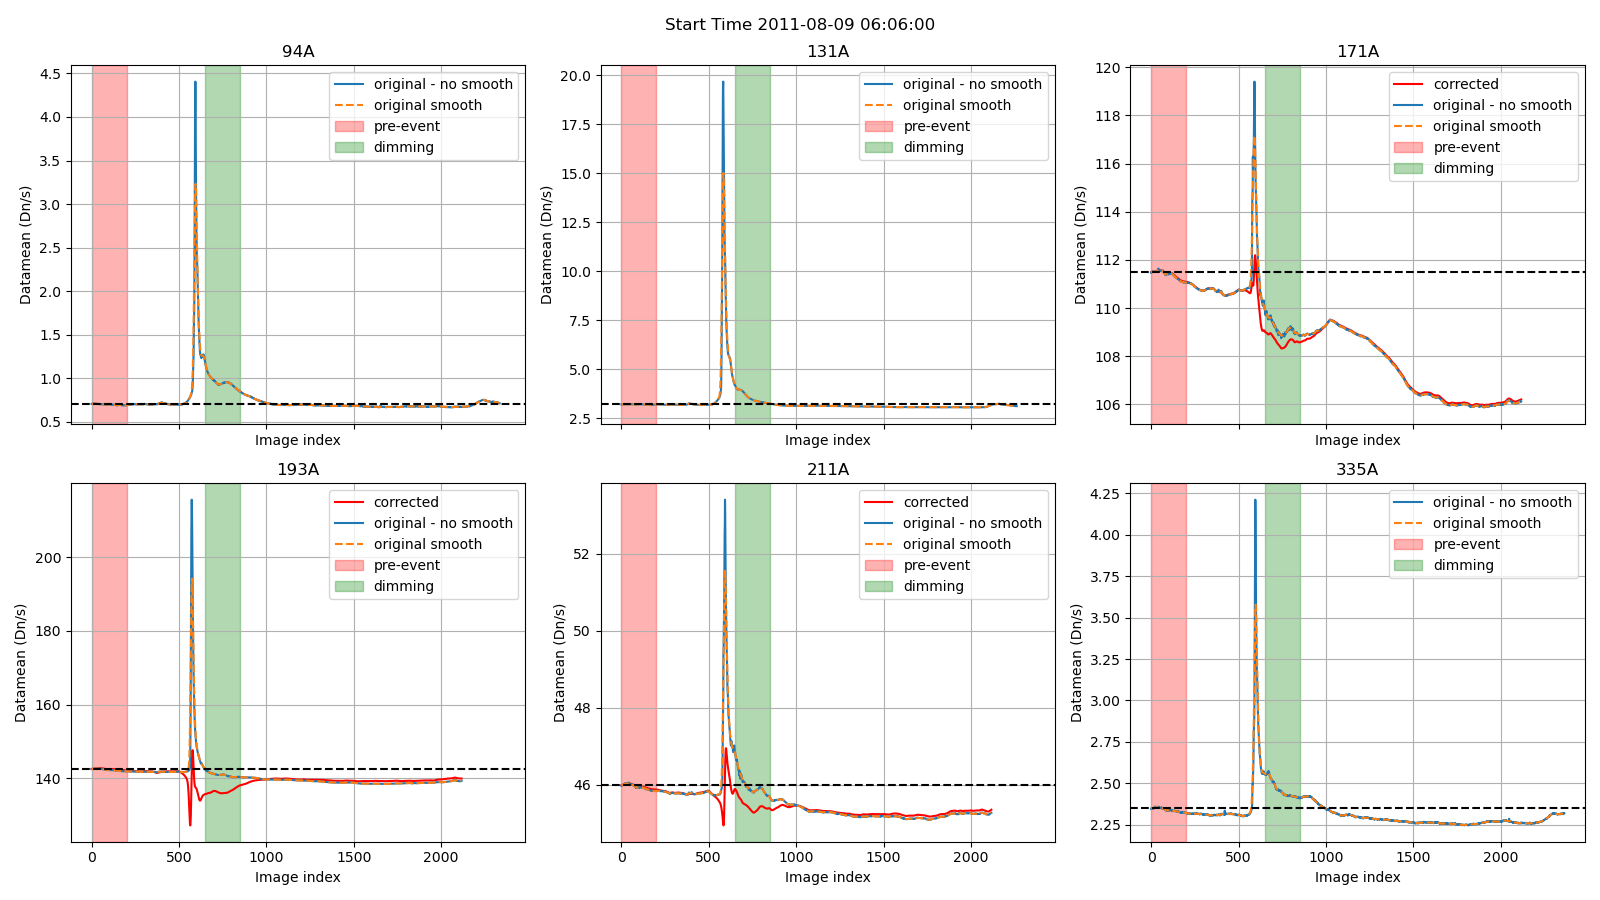 Start Time 2011-08-09 06:06:00
94A
Datamean (Dn/s)
4.5
4.0
3.5
3.0
2.5
2.0
1.5
1.0
0.5
original - no smooth
original smooth
pre-event
dimming
Image index
131A
Datamean (Dn/s)
20.0
17.5
15.0
12.5
10.0
7.5
5.0
2.5
original - no smooth
original smooth
pre-event
dimming
Image index
171A
Datamean (Dn/s)
120
118
116
114
112
110
108
106
corrected
original - no smooth
original smooth
pre-event
dimming
Image index
193A
Datamean (Dn/s)
200
180
160
140
corrected
original - no smooth
original smooth
pre-event
dimming
0 500 1000 1500 2000
Image index
211A
Datamean (Dn/s)
52
50
48
46
corrected
original - no smooth
original smooth
pre-event
dimming
0 500 1000 1500 2000
Image index
335A
Datamean (Dn/s)
4.25
4.00
3.75
3.50
3.25
3.00
2.75
2.50
2.25
original - no smooth
original smooth
pre-event
dimming
0 500 1000 1500 2000
Image index